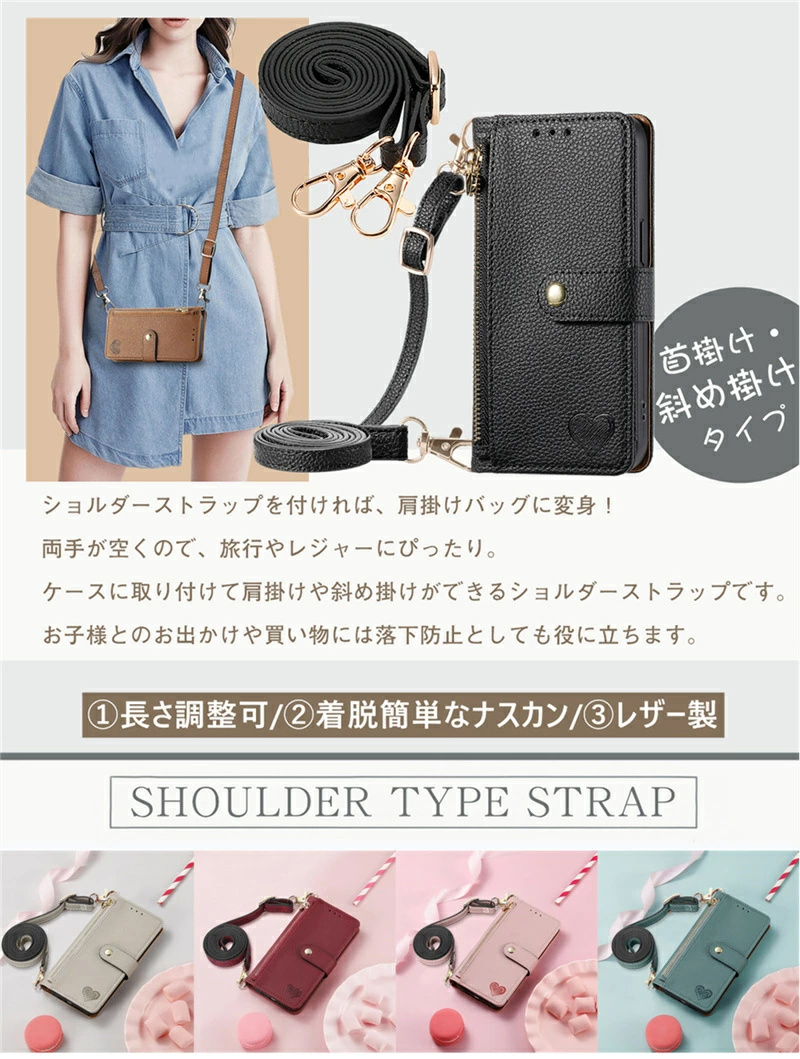 首掛け・
斜め掛け
タイプ
ショルダーストラップを付ければ、肩掛けバッグに変身！
両手が空くので、旅行やレジャーにぴったり。
ケースに取り付けて肩掛けや斜め掛けができるショルダーストラップです。
お子様とのお出かけや買い物には落下防止としても役に立ちます。
①長さ調整可/②着脱簡単なナスカン/③レザー製
SHOULDER TYPE STRAP